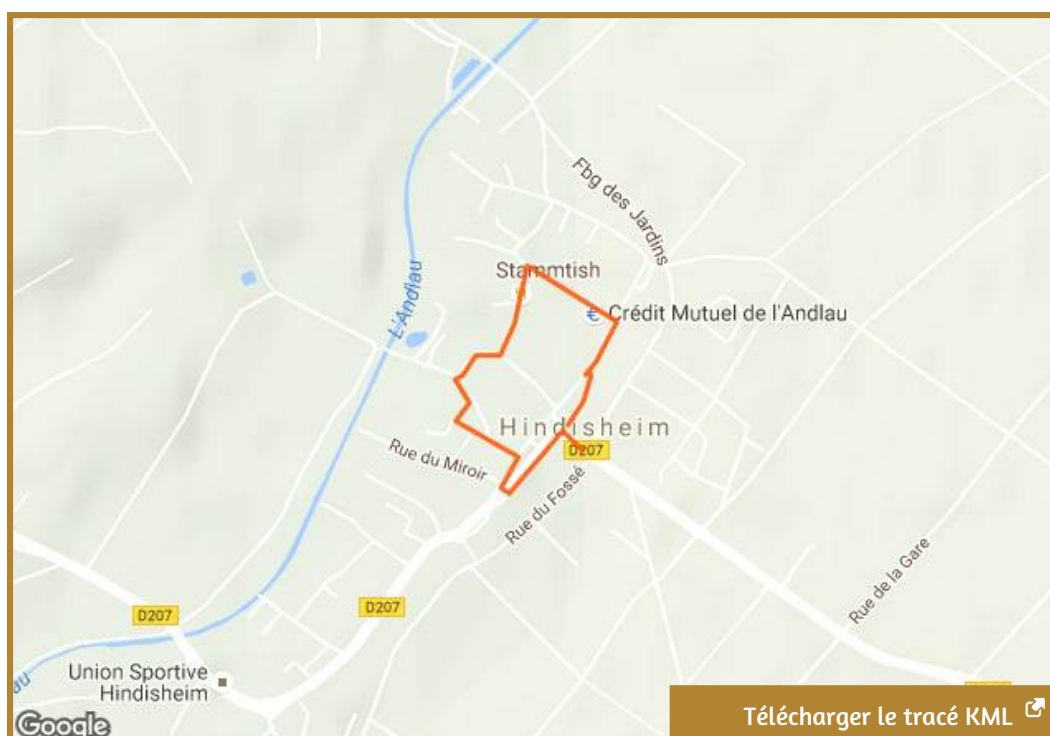 Fbg des Jardins
Stammtish
L'Andlau
€ Crédit Mutuel de l'Andlau
Hindisheim
D207
Rue du Miroir
Rue du Fossé
Rue de la Gare
D207
D207
Union Sportive
Hindisheim
au
Google
Télécharger le tracé KML